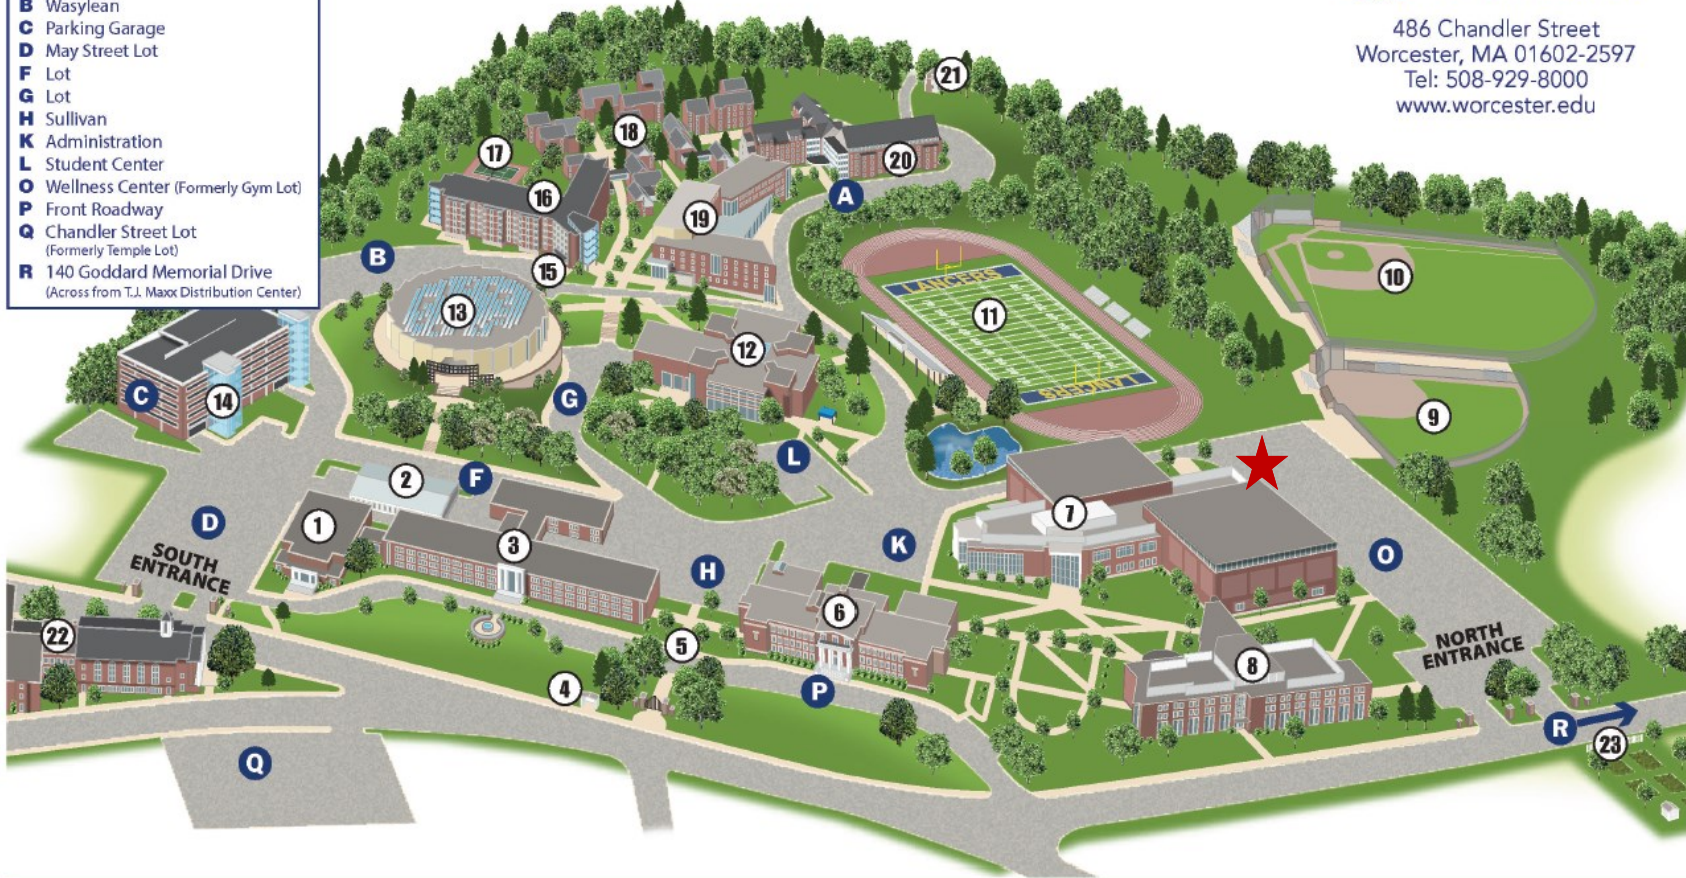 B Wasylean
C Parking Garage
D May Street Lot
F Lot
G Lot
H Sullivan
K Administration
L Student Center
O Wellness Center (Formerly Gym Lot)
P Front Roadway
Q Chandler Street Lot
(Formerly Temple Lot)
R 140 Goddard Memorial Drive
(Across from T.J. Maxx Distribution Center)
486 Chandler Street
Worcester, MA 01602-2597
Tel: 508-929-8000
www.worcester.edu
21
18
17
20
16
A
19
B
15
10
13
LANCERS
11
12
LANCERS
C
14
G
9
L
2
F
7
D
1
3
K
O
SOUTH
ENTRANCE
H
6
22
5
8
NORTH
ENTRANCE
4
P
R
23
Q